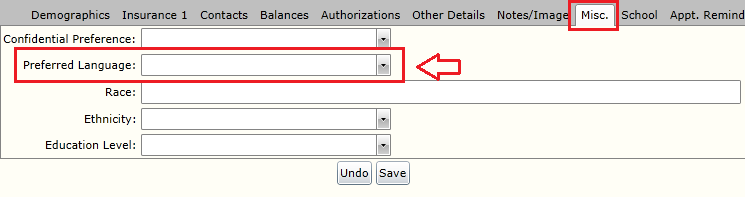 Demographics Insurance 1 Contacts Balances Authorizations Other Details Notes/Image Misc. School Appt. Remind
Confidential Preference:
Preferred Language:
Race:
Ethnicity:
Education Level:
Undo Save